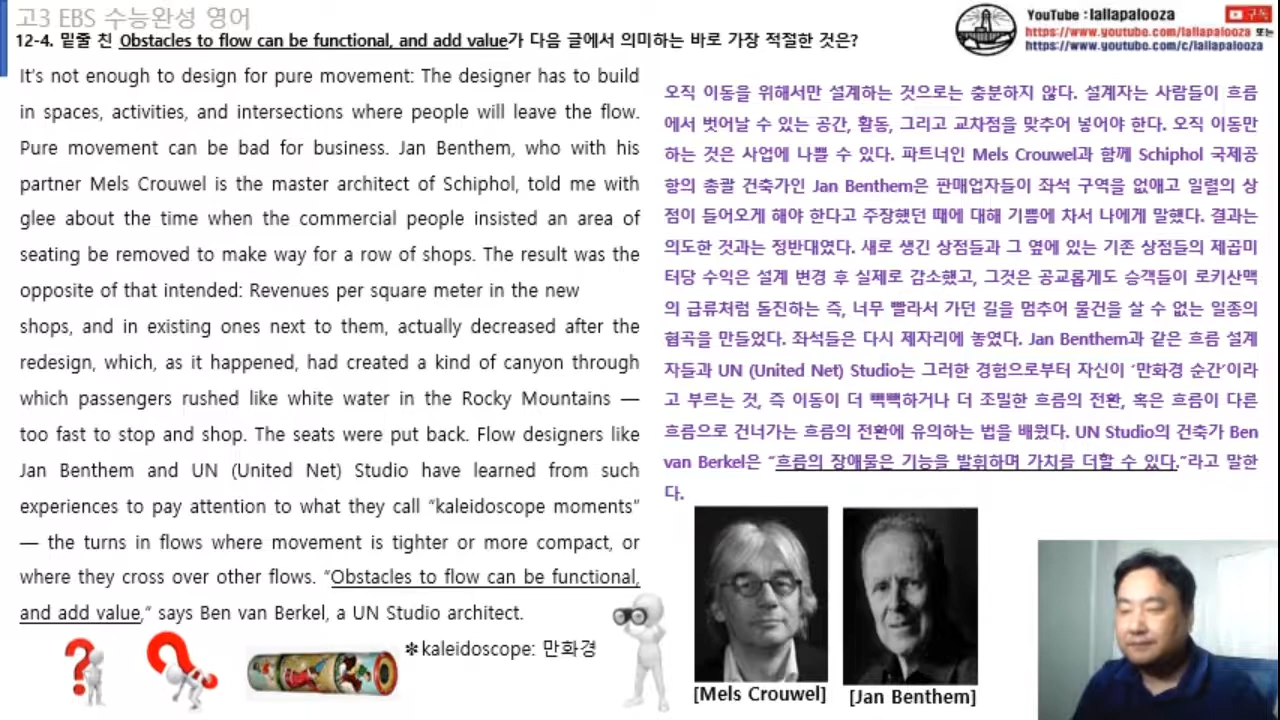 고3 EBS 수능완성 영어
12-4. 밑줄 친 Obstacles to flow can be functional, and add value가 다음 글에서 의미하는 바로 가장 적절한 것은?
YouTube : lallapalooza
구독
https://www.youtube.com/lallapalooza 또는
https://www.youtube.com/c/lallapalooza
It's not enough to design for pure movement: The designer has to build
in spaces, activities, and intersections where people will leave the flow.
Pure movement can be bad for business. Jan Benthem, who with his
partner Mels Crouwel is the master architect of Schiphol, told me with
glee about the time when the commercial people insisted an area of
seating be removed to make way for a row of shops. The result was the
opposite of that intended: Revenues per square meter in the new
shops, and in existing ones next to them, actually decreased after the
redesign, which, as it happened, had created a kind of canyon through
which passengers rushed like white water in the Rocky Mountains —
too fast to stop and shop. The seats were put back. Flow designers like
Jan Benthem and UN (United Net) Studio have learned from such
experiences to pay attention to what they call “kaleidoscope moments”
— the turns in flows where movement is tighter or more compact, or
where they cross over other flows. “Obstacles to flow can be functional,
and add value,” says Ben van Berkel, a UN Studio architect.
✻kaleidoscope: 만화경
오직 이동을 위해서만 설계하는 것으로는 충분하지 않다. 설계자는 사람들이 흐름
에서 벗어날 수 있는 공간, 활동, 그리고 교차점을 맞추어 넣어야 한다. 오직 이동만
하는 것은 사업에 나쁠 수 있다. 파트너인 Mels Crouwel과 함께 Schiphol 국제공
항의 총괄 건축가인 Jan Benthem은 판매업자들이 좌석 구역을 없애고 일렬의 상
점이 들어오게 해야 한다고 주장했던 때에 대해 기쁨에 차서 나에게 말했다. 결과는
의도한 것과는 정반대였다. 새로 생긴 상점들과 그 옆에 있는 기존 상점들의 제곱미
터당 수익은 설계 변경 후 실제로 감소했고, 그것은 공교롭게도 승객들이 로키산맥
의 급류처럼 돌진하는 즉, 너무 빨라서 가던 길을 멈추어 물건을 살 수 없는 일종의
협곡을 만들었다. 좌석들은 다시 제자리에 놓였다. Jan Benthem과 같은 흐름 설계
자들과 UN (United Net) Studio는 그러한 경험으로부터 자신이 ‘만화경 순간’이라
고 부르는 것, 즉 이동이 더 빽빽하거나 더 조밀한 흐름의 전환, 혹은 흐름이 다른
흐름으로 건너가는 흐름의 전환에 유의하는 법을 배웠다. UN Studio의 건축가 Ben
van Berkel은 “흐름의 장애물은 기능을 발휘하며 가치를 더할 수 있다.”라고 말한
다.
[Mels Crouwel]
[Jan Benthem]